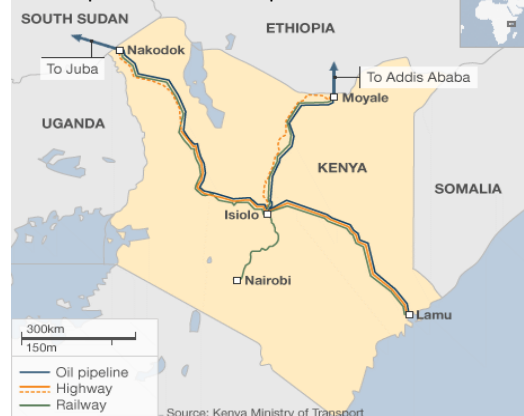 SOUTH SUDAN
ETHIOPIA
Nakodok
To Juba
To Addis Ababa
Moyale
UGANDA
KENYA
SOMALIA
Isiolo
Nairobi
Lamu
300km
150m
Oil pipeline
Highway
Railway
Source: Kenya Ministry of Transport